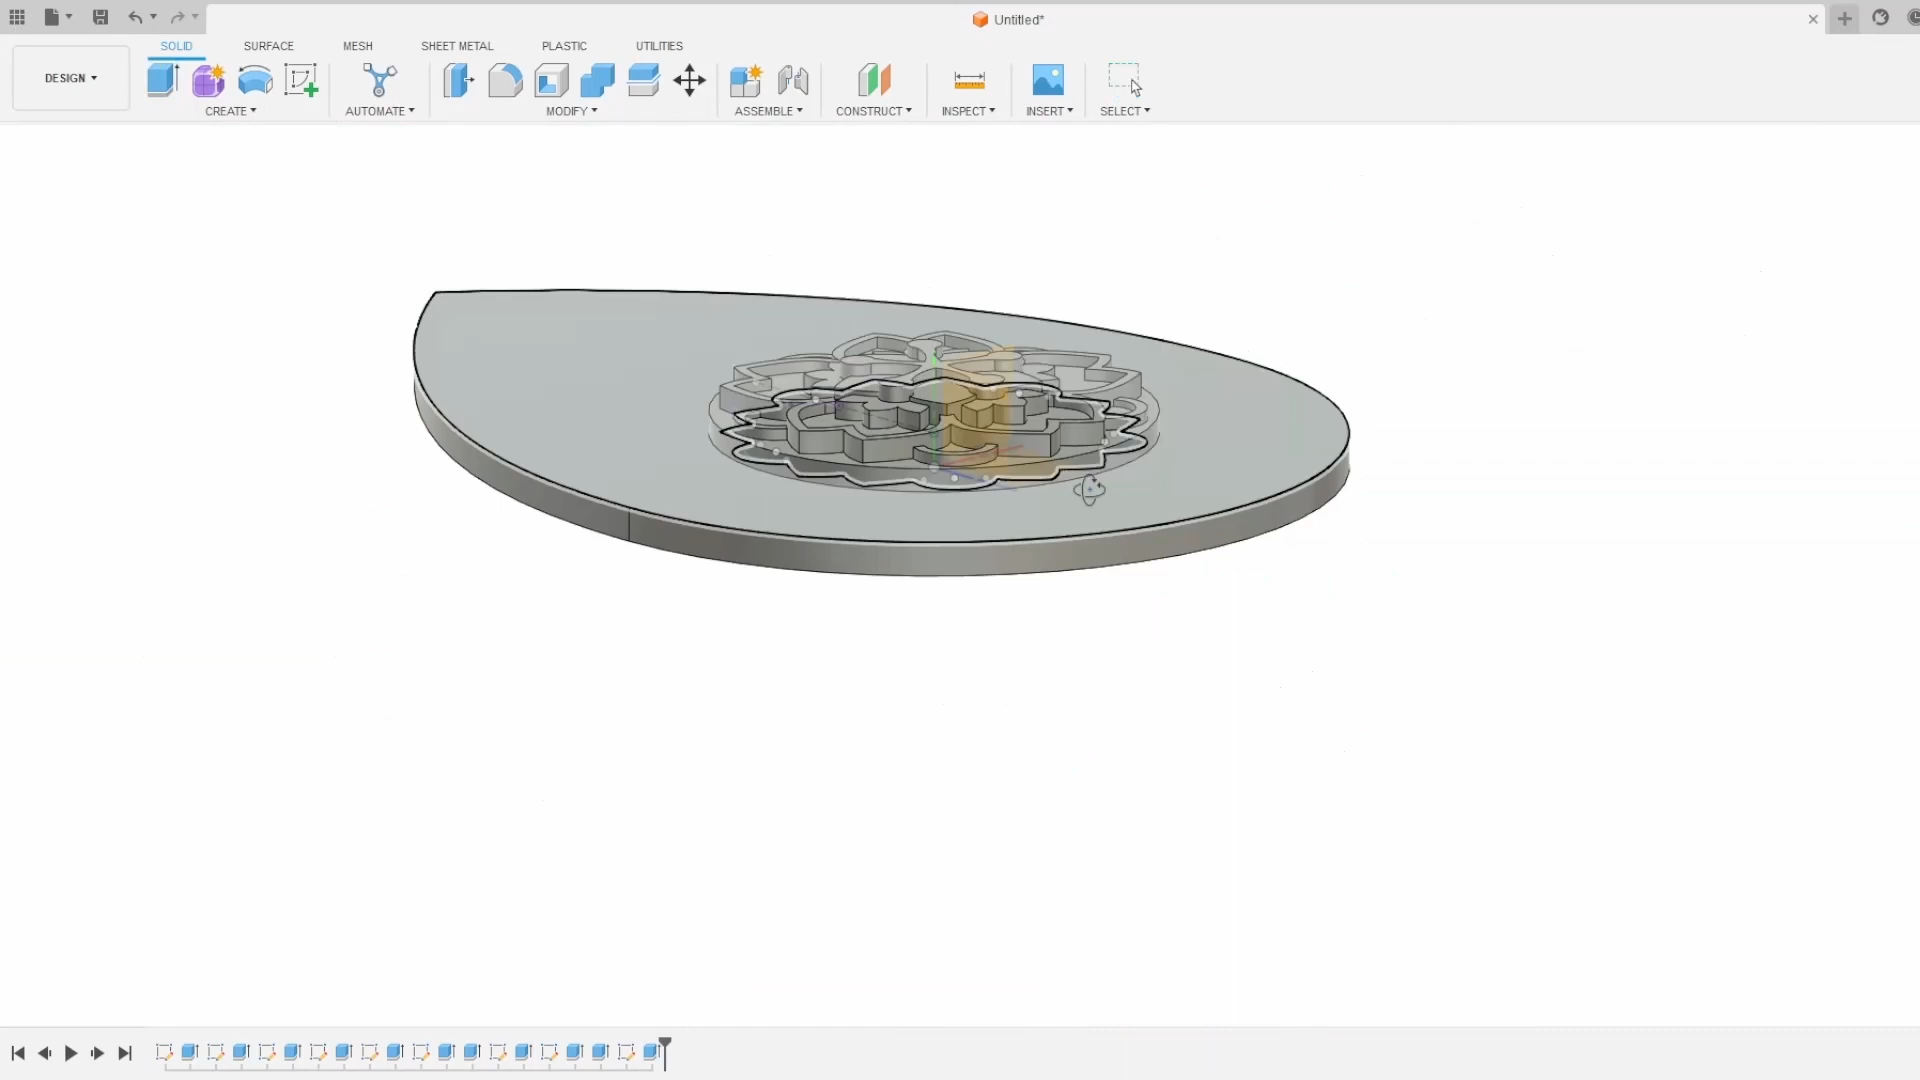 Untitled*
SOLID SURFACE MESH SHEET METAL PLASTIC UTILITIES
DESIGN
CREATE AUTOMATE MODIFY ASSEMBLE CONSTRUCT INSPECT INSERT SELECT